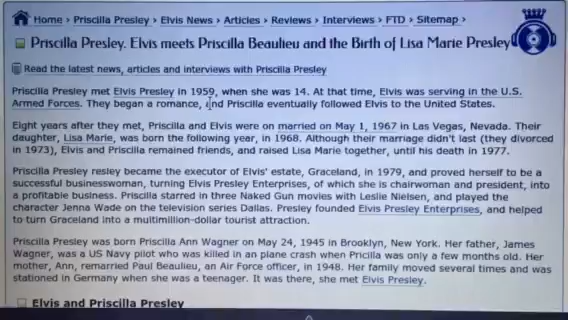 Home › Priscilla Presley › Elvis News › Articles › Reviews › Interviews › FTD › Sitemap ›
Priscilla Presley. Elvis meets Priscilla Beaulieu and the Birth of Lisa Marie Presley
Read the latest news, articles and interviews with Priscilla Presley
Priscilla Presley met Elvis Presley in 1959, when she was 14. At that time, Elvis was serving in the U.S.
Armed Forces. They began a romance, and Priscilla eventually followed Elvis to the United States.
Eight years after they met, Priscilla and Elvis were on married on May 1, 1967 in Las Vegas, Nevada. Their
daughter, Lisa Marie, was born the following year, in 1968. Although their marriage didn't last (they divorced
in 1973), Elvis and Priscilla remained friends, and raised Lisa Marie together, until his death in 1977.
Priscilla Presley resley became the executor of Elvis' estate, Graceland, in 1979, and proved herself to be a
successful businesswoman, turning Elvis Presley Enterprises, of which she is chairwoman and president, into
a profitable business. Priscilla starred in three Naked Gun movies with Leslie Nielsen, and played the
character Jenna Wade on the television series Dallas. Presley founded Elvis Presley Enterprises, and helped
to turn Graceland into a multimillion-dollar tourist attraction.
Priscilla Presley was born Priscilla Ann Wagner on May 24, 1945 in Brooklyn, New York. Her father, James
Wagner, was a US Navy pilot who was killed in an plane crash when Pricilla was only a few months old. Her
mother, Ann, remarried Paul Beaulieu, an Air Force officer, in 1948. Her family moved several times and was
stationed in Germany when she was a teenager. It was there, she met Elvis Presley.
Elvis and Priscilla Presley